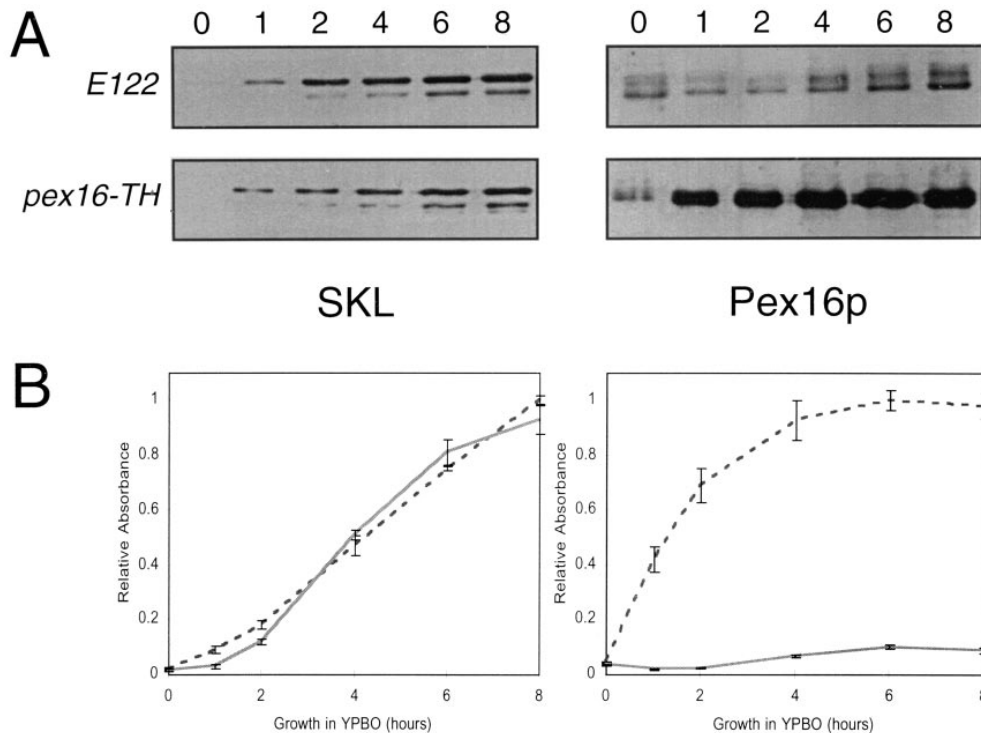 A
0 1 2 4 6 8
0 1 2 4 6 8
E122
pex16-TH
SKL
Pex16p
B
Relative Absorbance
1
0.8
0.6
0.4
0.2
0
0 2 4 6 8
Growth in YPBO (hours)
Relative Absorbance
1
0.8
0.6
0.4
0.2
0
0 2 4 6 8
Growth in YPBO (hours)